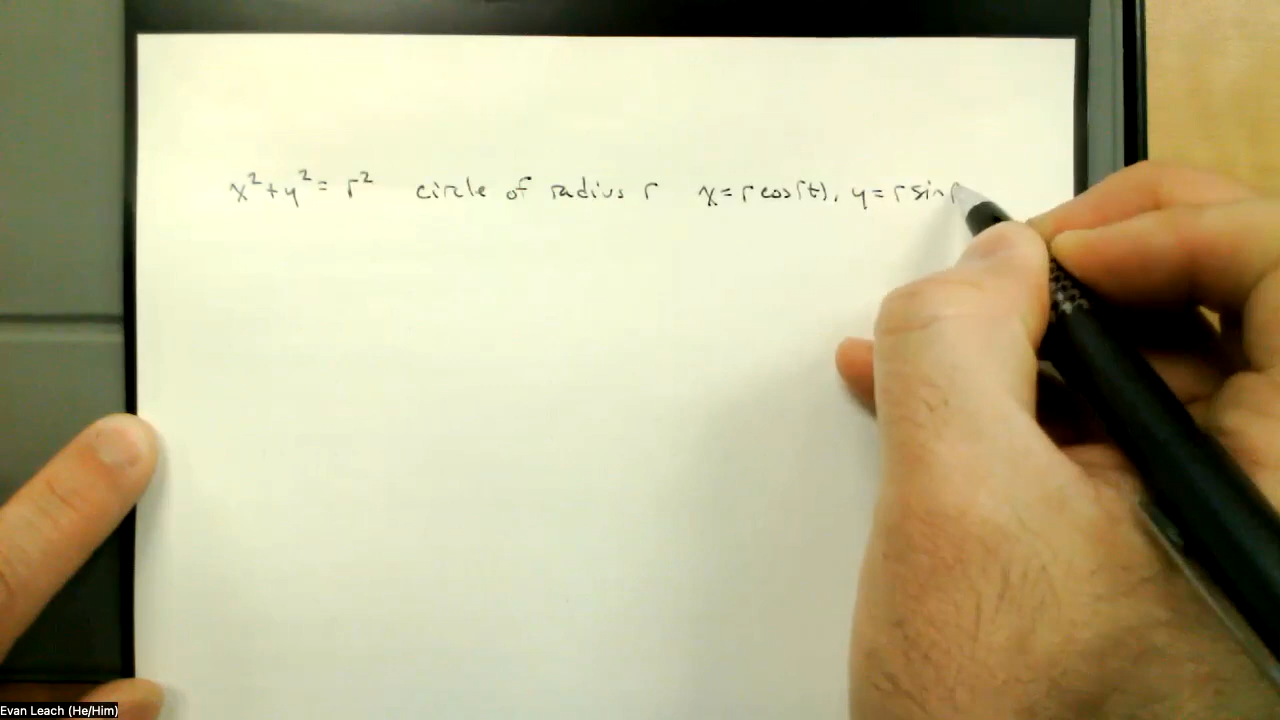 x² + y² = r² circle of radius r x = r cos(t), y = r sin(
Evan Leach (He/Him)